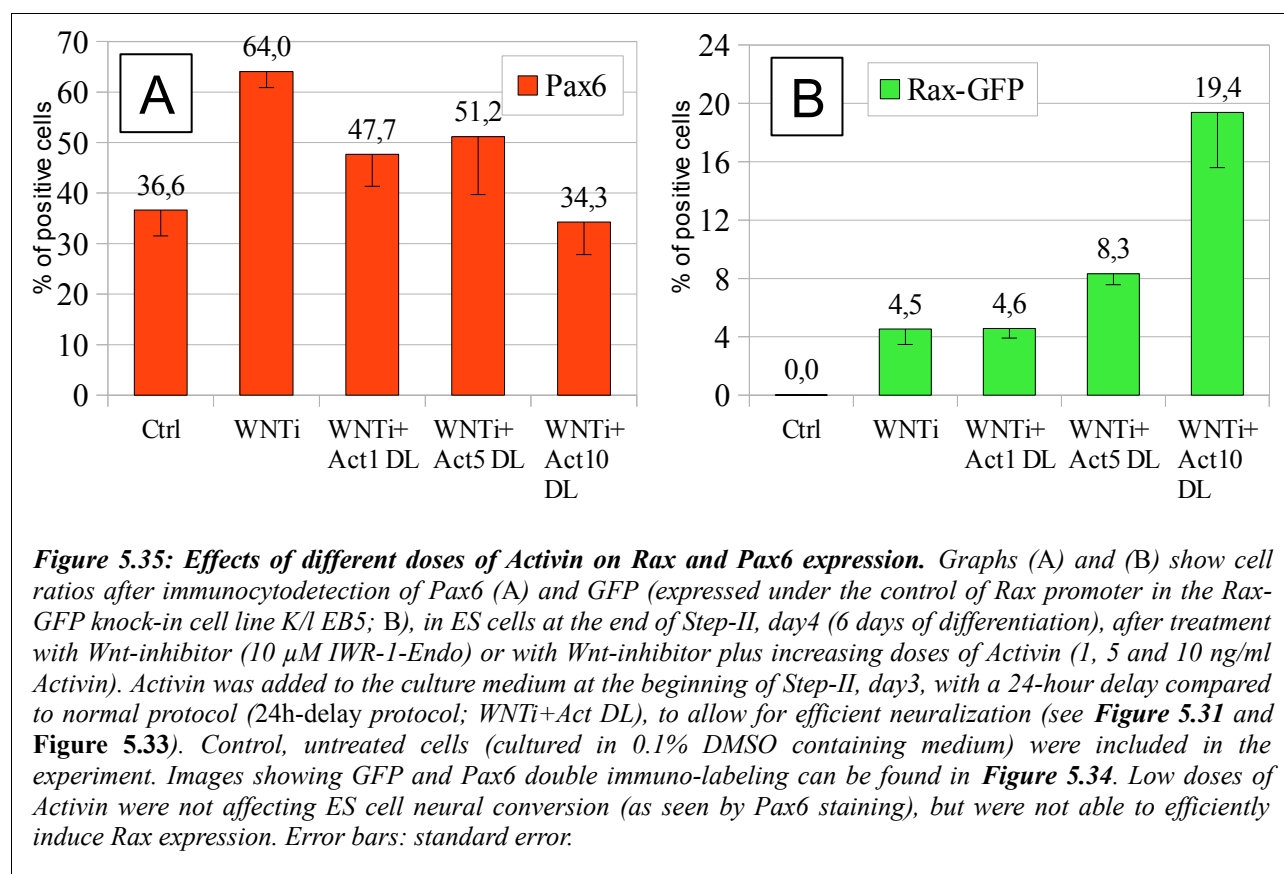 70
60
50
40
30
20
10
0
% of positive cells
A
Pax6
36,6
64,0
47,7
51,2
34,3
Ctrl
WNTi
WNTi+
Act1 DL
WNTi+
Act5 DL
WNTi+
Act10
DL
24
20
16
12
8
4
0
% of positive cells
B
Rax-GFP
0,0
4,5
4,6
8,3
19,4
Ctrl
WNTi
WNTi+
Act1 DL
WNTi+
Act5 DL
WNTi+
Act10
DL
Figure 5.35: Effects of different doses of Activin on Rax and Pax6 expression. Graphs (A) and (B) show cell
ratios after immunocytodetection of Pax6 (A) and GFP (expressed under the control of Rax promoter in the Rax-
GFP knock-in cell line K/I EB5; B), in ES cells at the end of Step-II, day4 (6 days of differentiation), after treatment
with Wnt-inhibitor (10 µM IWR-1-Endo) or with Wnt-inhibitor plus increasing doses of Activin (1, 5 and 10 ng/ml
Activin). Activin was added to the culture medium at the beginning of Step-II, day3, with a 24-hour delay compared
to normal protocol (24h-delay protocol; WNTi+Act DL), to allow for efficient neuralization (see Figure 5.31 and
Figure 5.33). Control, untreated cells (cultured in 0.1% DMSO containing medium) were included in the
experiment. Images showing GFP and Pax6 double immuno-labeling can be found in Figure 5.34. Low doses of
Activin were not affecting ES cell neural conversion (as seen by Pax6 staining), but were not able to efficiently
induce Rax expression. Error bars: standard error.